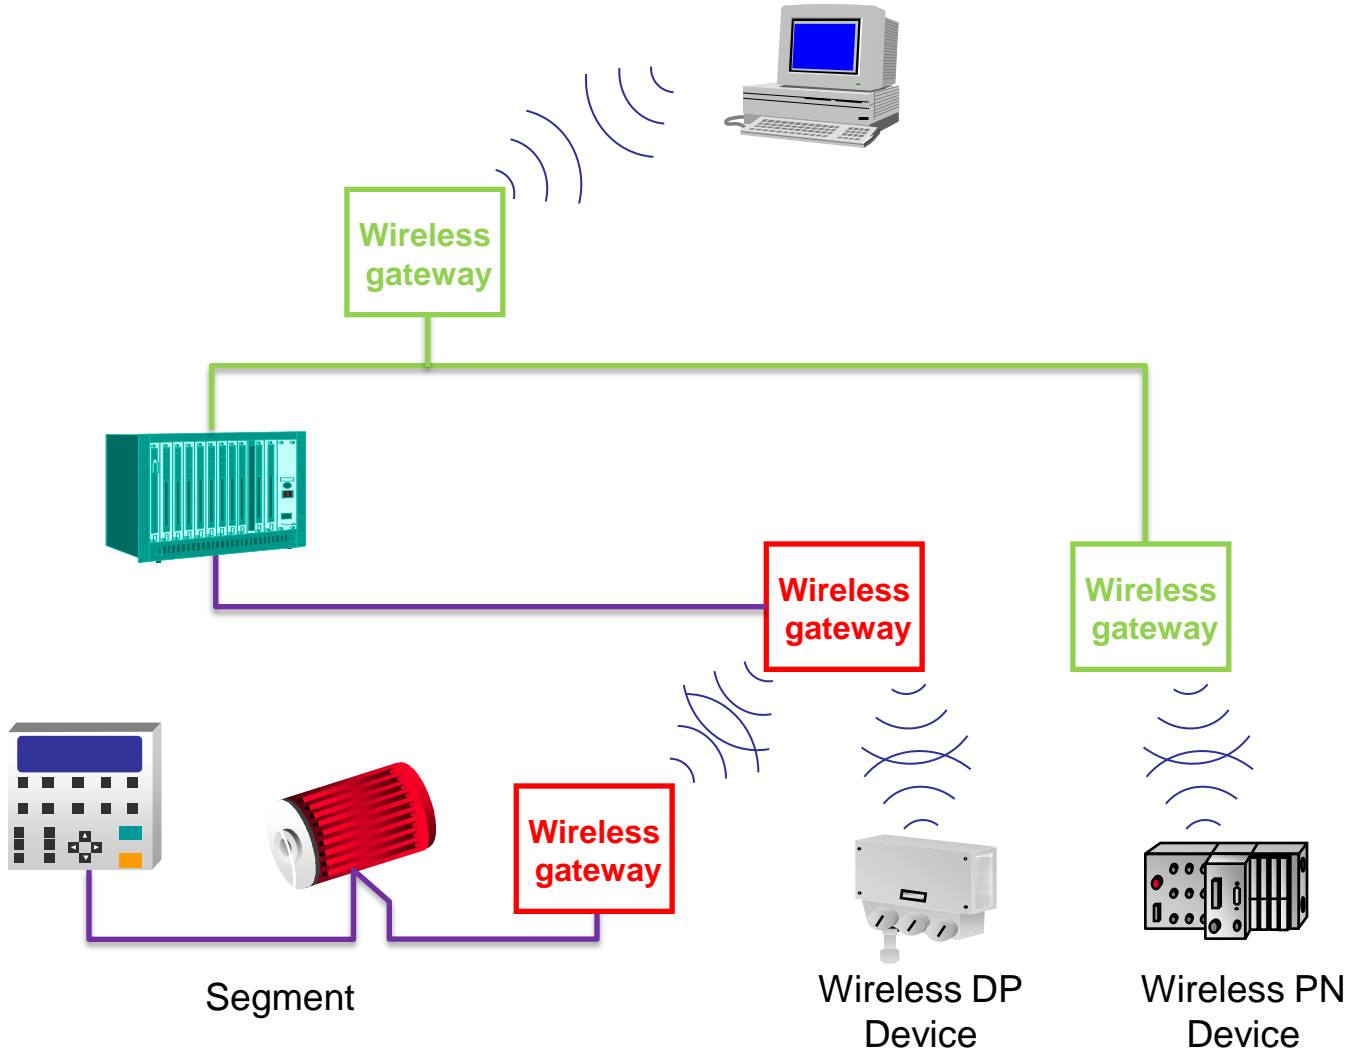 Wireless
gateway
Wireless
gateway
Wireless
gateway
Wireless
gateway
Segment
Wireless DP
Device
Wireless PN
Device